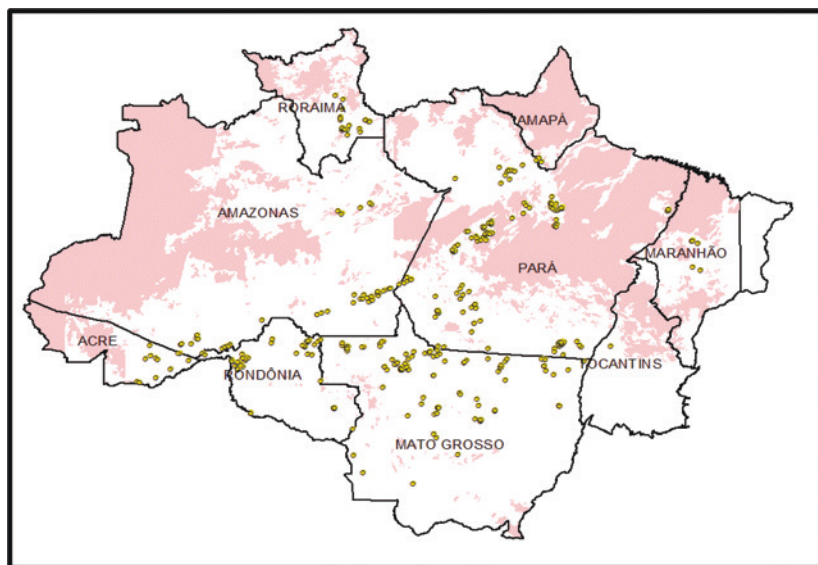 RORAIMA
AMAPÁ
AMAZONAS
MARANHÃO
PARÁ
ACRE
RONDÔNIA
TOCANTINS
MATO GROSSO